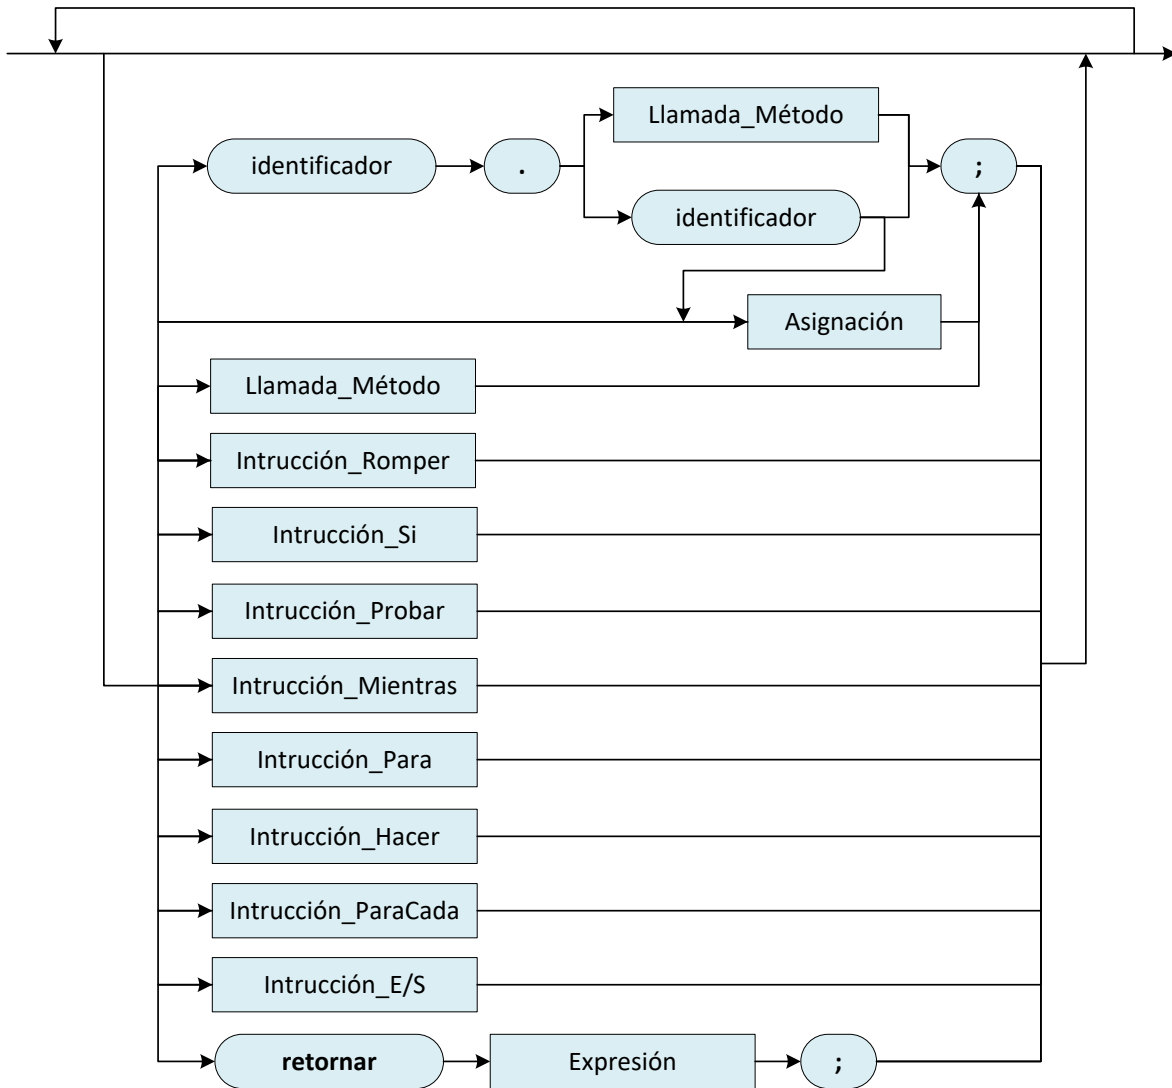 Llamada_Método
identificador
.
;
identificador
Asignación
Llamada_Método
Intrucción_Romper
Intrucción_Si
Intrucción_Probar
Intrucción_Mientras
Intrucción_Para
Intrucción_Hacer
Intrucción_ParaCada
Intrucción_E/S
retornar Expresión ;